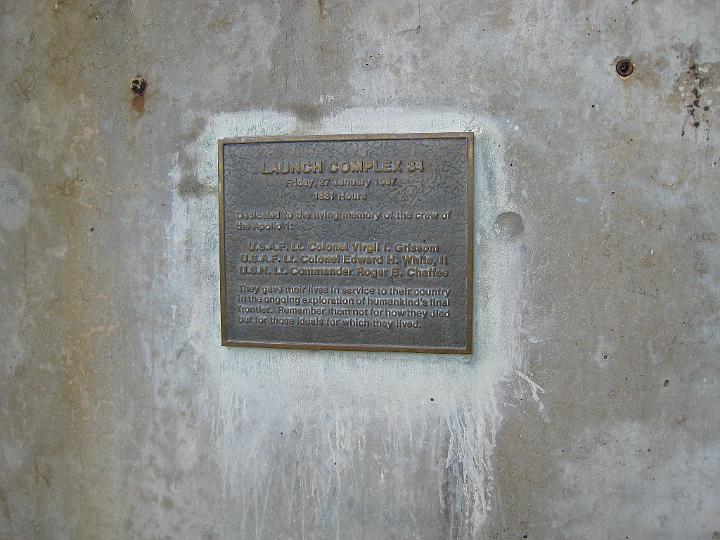 LAUNCH COMPLEX 34
Friday, 27 January 1967
1831 Hours
Dedicated to the living memory of the crew of
the Apollo 1:
U.S.A.F. Lt. Colonel Virgil I. Grissom
U.S.A.F. Lt. Colonel Edward H. White, II
U.S.N. Lt. Commander Roger B. Chaffee
They gave their lives in service to their country
in the ongoing exploration of humankind's final
frontier. Remember them not for how they died
but for those ideals for which they lived.